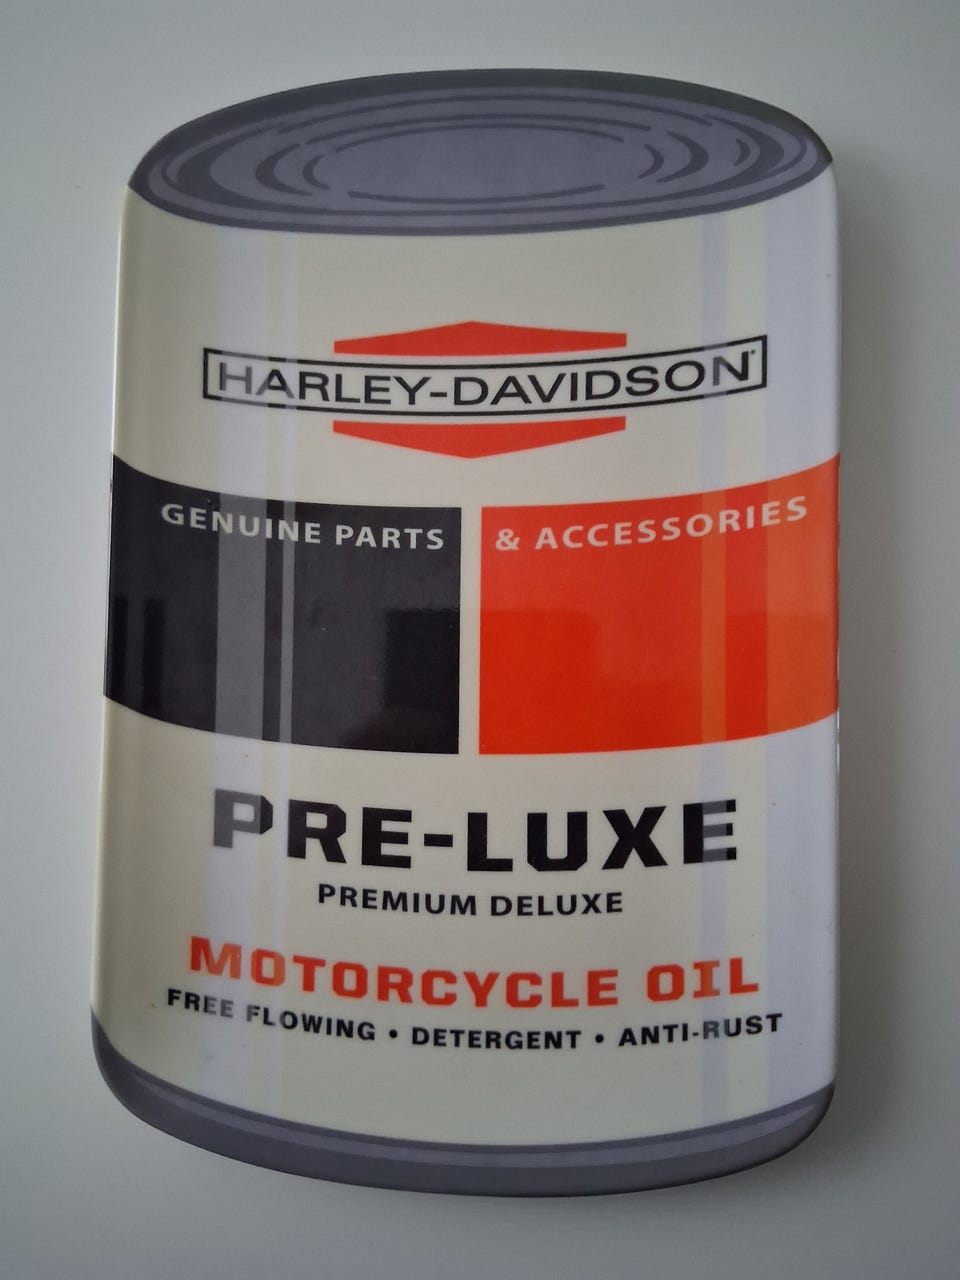 HARLEY-DAVIDSON
GENUINE PARTS & ACCESSORIES
PRE-LUXE
PREMIUM DELUXE
MOTORCYCLE OIL
FREE FLOWING • DETERGENT • ANTI-RUST